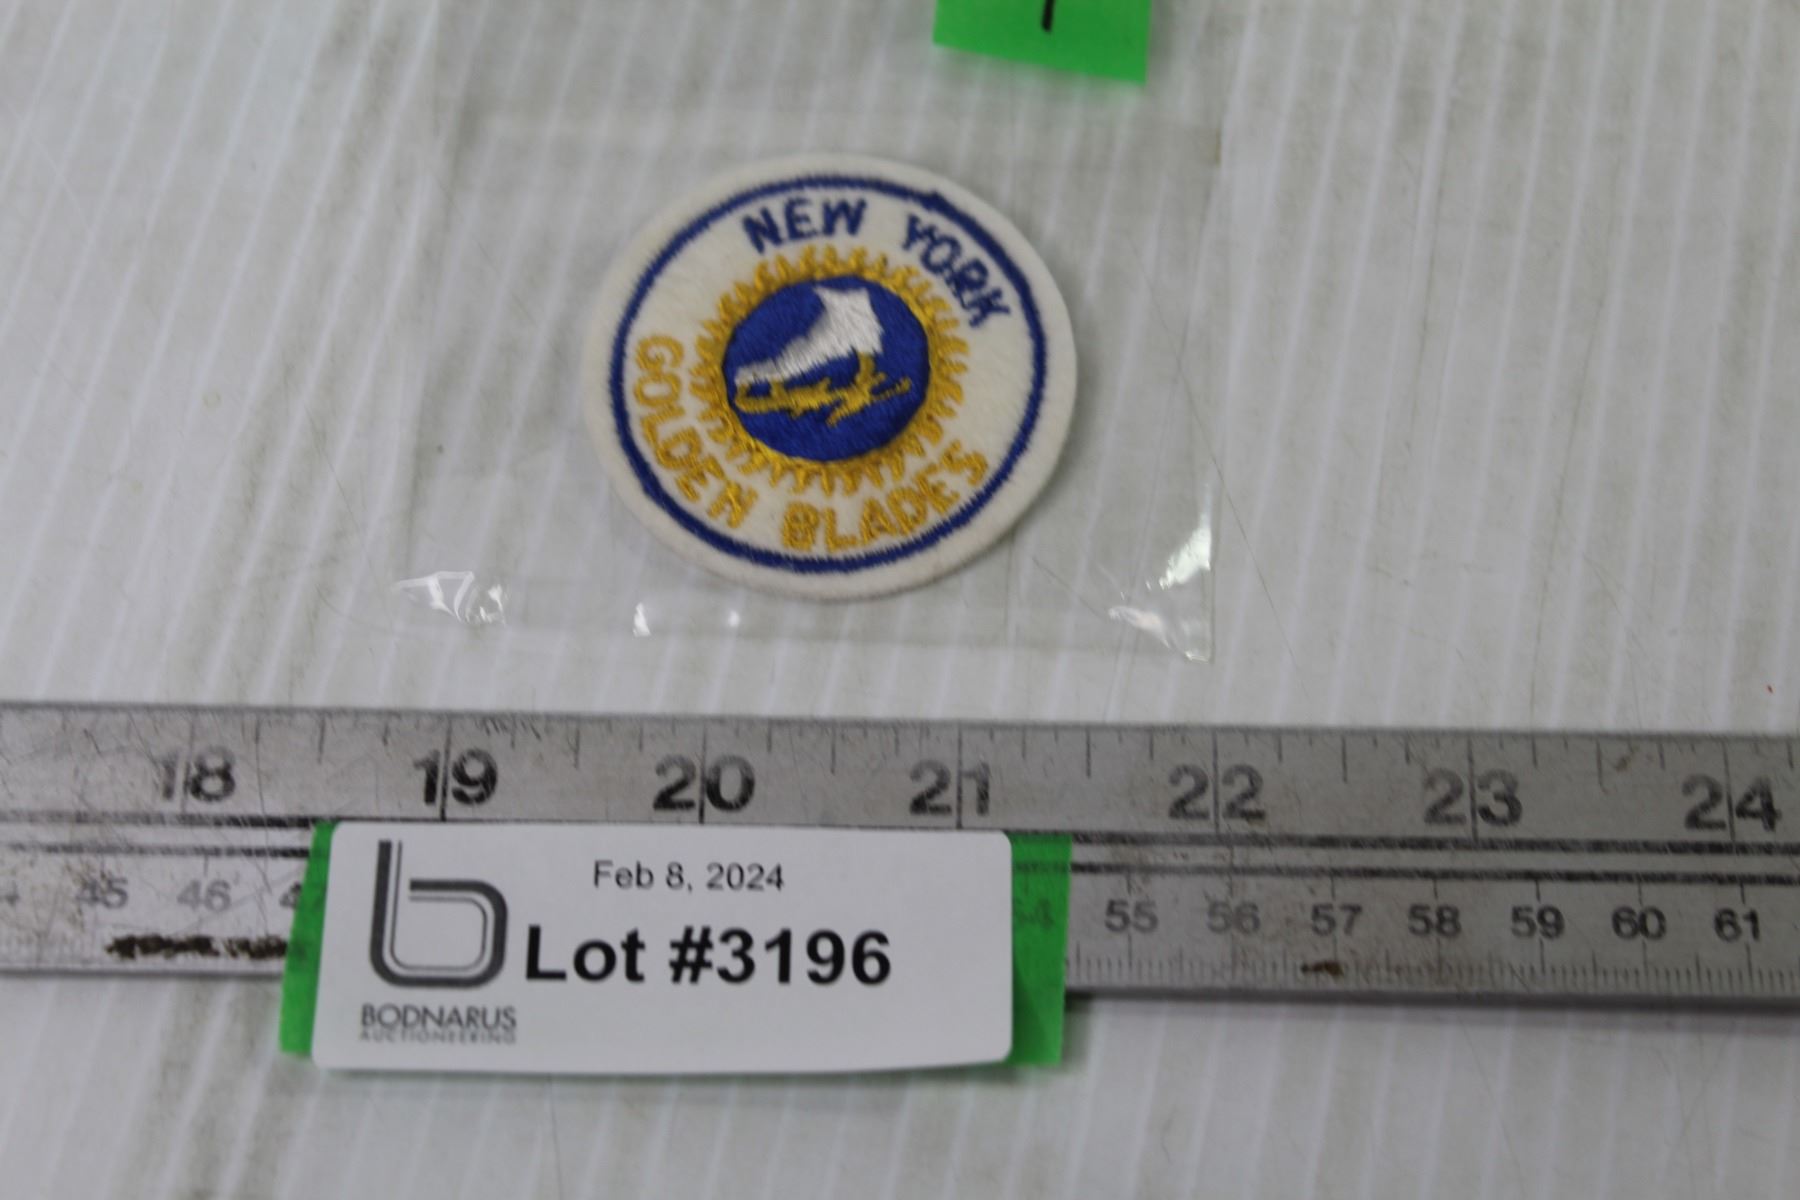 NEW YORK
GOLDEN BLADES
18 19 20 21 22 23 24
45 46 55 56 57 58 59 60 61
Feb 8, 2024
Lot #3196
BODNARUS
AUCTIONEERING